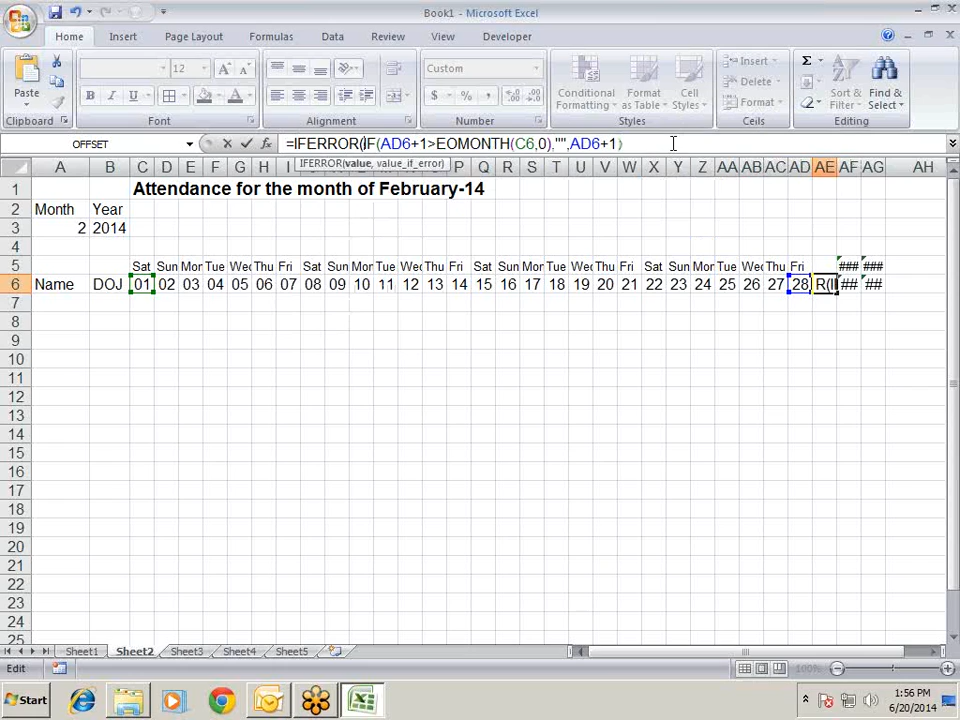 Book1 - Microsoft Excel
Home Insert Page Layout Formulas Data Review View Developer
Paste 12 A A Custom Conditional Formatting Format as Table Cell Styles Insert Delete Format Sort & Filter Find & Select
B I U A $ % ,
Clipboard Font Alignment Number Styles Cells Editing
OFFSET =IFERROR(IF(AD6+1>EOMONTH(C6,0),"",AD6+1)
IFERROR(value, value_if_error)
A B C D E F G H I P Q R S T U V W X Y Z AA AB AC AD AE AF AG AH
1 Attendance for the month of February-14
2 Month Year
3 2 2014
4
5 Sat Sun Mon Tue Wed Thu Fri Sat Sun Mon Tue Wed Thu Fri Sat Sun Mon Tue Wed Thu Fri Sat Sun Mon Tue Wed Thu Fri ### ###
6 Name DOJ 01 02 03 04 05 06 07 08 09 10 11 12 13 14 15 16 17 18 19 20 21 22 23 24 25 26 27 28 R(II ## ##
7
8
9
10
11
12
13
14
15
16
17
18
19
20
21
22
23
24
25
Sheet1 Sheet2 Sheet3 Sheet4 Sheet5
Edit 100%
Start 1:56 PM
6/20/2014